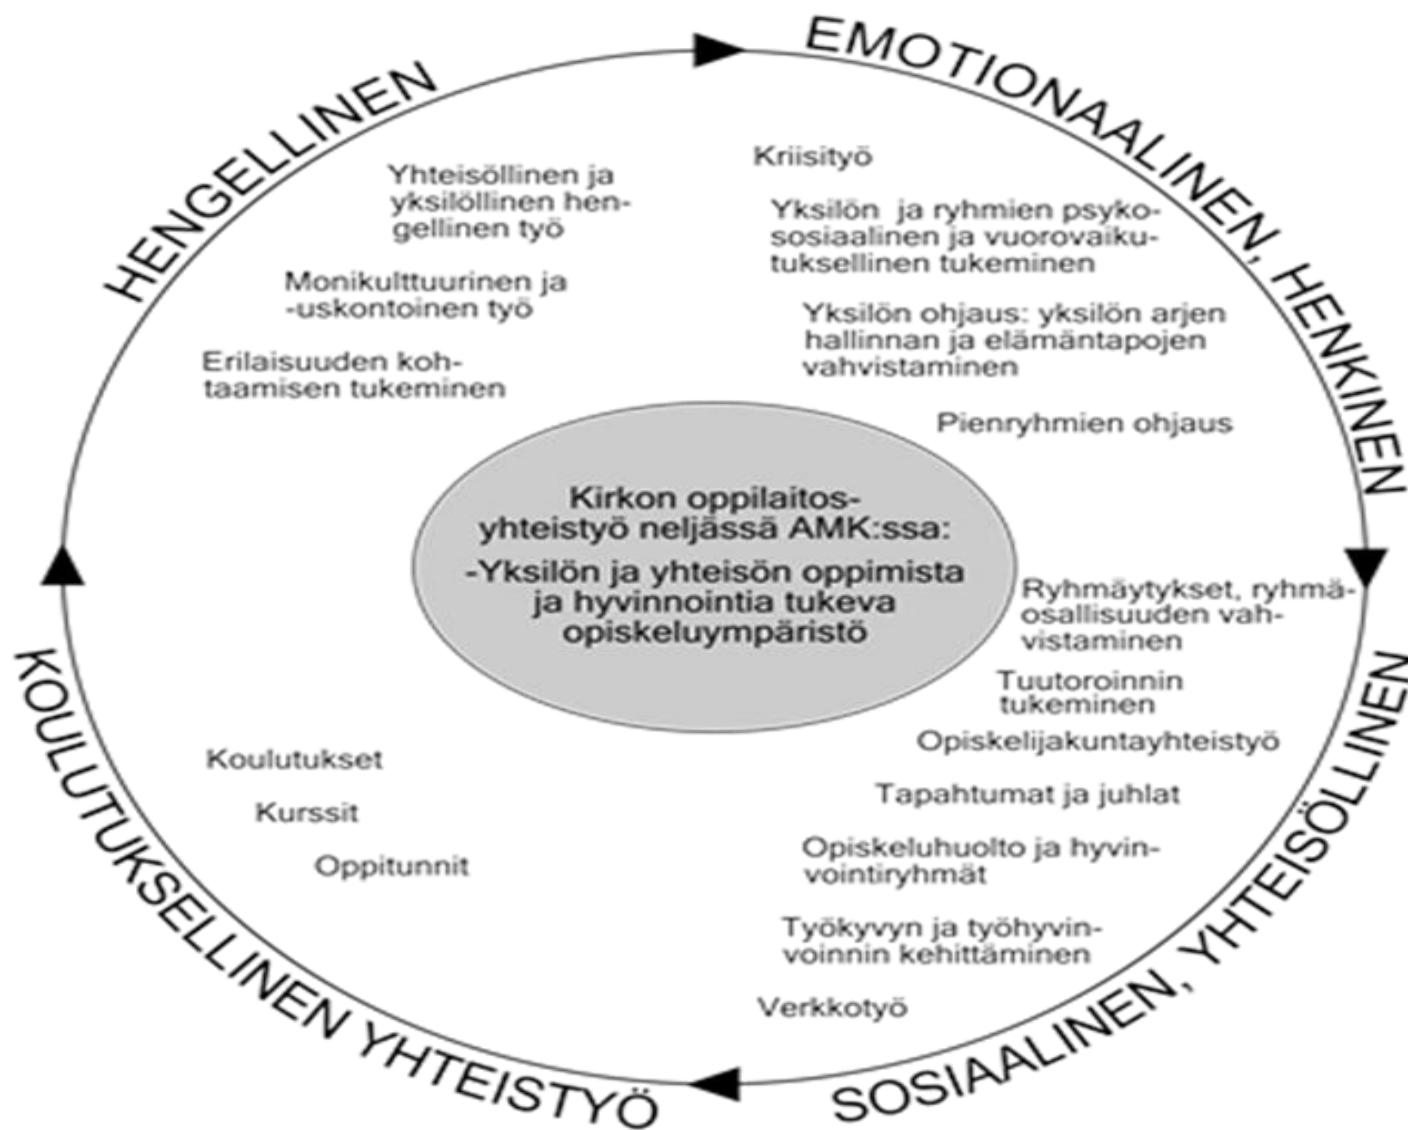 HENGELLINEN
Yhteisöllinen ja
yksilöllinen hen-
gellinen työ
Monikulttuurinen ja
-uskontoinen työ
Erilaisuuden koh-
taamisen tukeminen
EMOTIONAALINEN, HENKINEN
Kriisityö
Yksilön ja ryhmien psyko-
sosiaalinen ja vuorovaiku-
tuksellinen tukeminen
Yksilön ohjaus: yksilön arjen
hallinnan ja elämäntapojen
vahvistaminen
Pienryhmien ohjaus
Kirkon oppilaitos-
yhteistyö neljässä AMK:ssa:
-Yksilön ja yhteisön oppimista
ja hyvinnointia tukeva
opiskeluympäristö
Ryhmäytykset, ryhmä-
osallisuuden vah-
vistaminen
Tuutoroinnin
tukeminen
Opiskelijakuntayhteistyö
Tapahtumat ja juhlat
Opiskeluhuolto ja hyvin-
vointiryhmät
Työkyvyn ja työhyvin-
voinnin kehittäminen
Verkkotyö
SOSIAALINEN, YHTEISÖLLINEN
Koulutukset
Kurssit
Oppitunnit
KOULUTUKSELLINEN YHTEISTYÖ